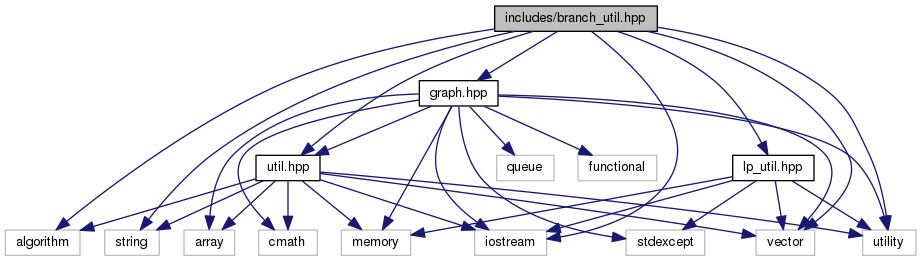 includes/branch_util.hpp
graph.hpp
util.hpp
queue
functional
lp_util.hpp
algorithm
string
array
cmath
memory
iostream
stdexcept
vector
utility